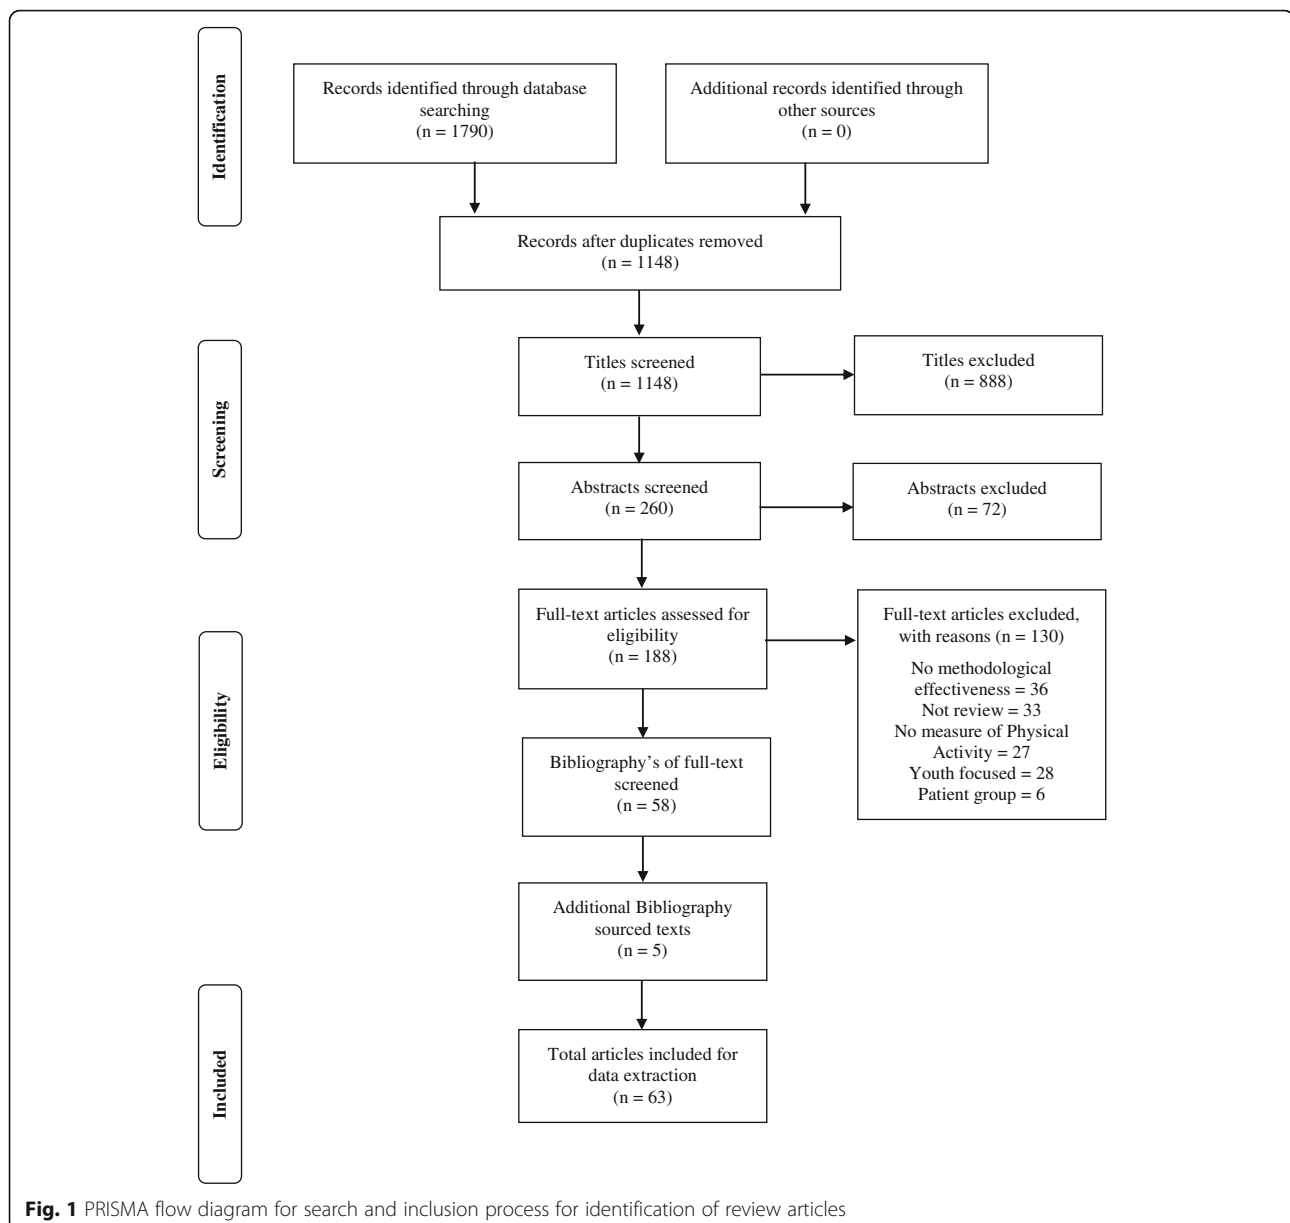 Identification
Records identified through database
searching
(n = 1790)
Additional records identified through
other sources
(n = 0)
Records after duplicates removed
(n = 1148)
Screening
Titles screened
(n = 1148)
Titles excluded
(n = 888)
Abstracts screened
(n = 260)
Abstracts excluded
(n = 72)
Eligibility
Full-text articles assessed for
eligibility
(n = 188)
Full-text articles excluded,
with reasons (n = 130)
No methodological
effectiveness = 36
Not review = 33
No measure of Physical
Activity = 27
Youth focused = 28
Patient group = 6
Bibliography's of full-text
screened
(n = 58)
Additional Bibliography
sourced texts
(n = 5)
Included
Total articles included for
data extraction
(n = 63)
Fig. 1 PRISMA flow diagram for search and inclusion process for identification of review articles